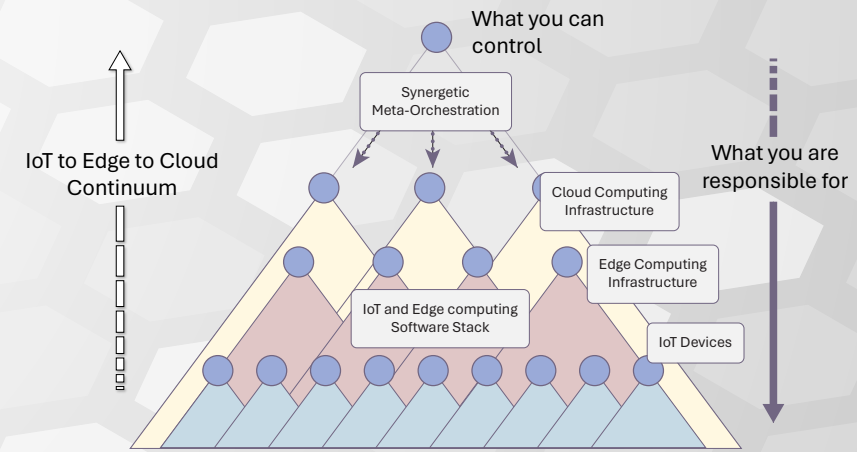 What you can
control
Synergetic
Meta-Orchestration
IoT to Edge to Cloud
Continuum
What you are
responsible for
Cloud Computing
Infrastructure
Edge Computing
Infrastructure
IoT and Edge computing
Software Stack
IoT Devices